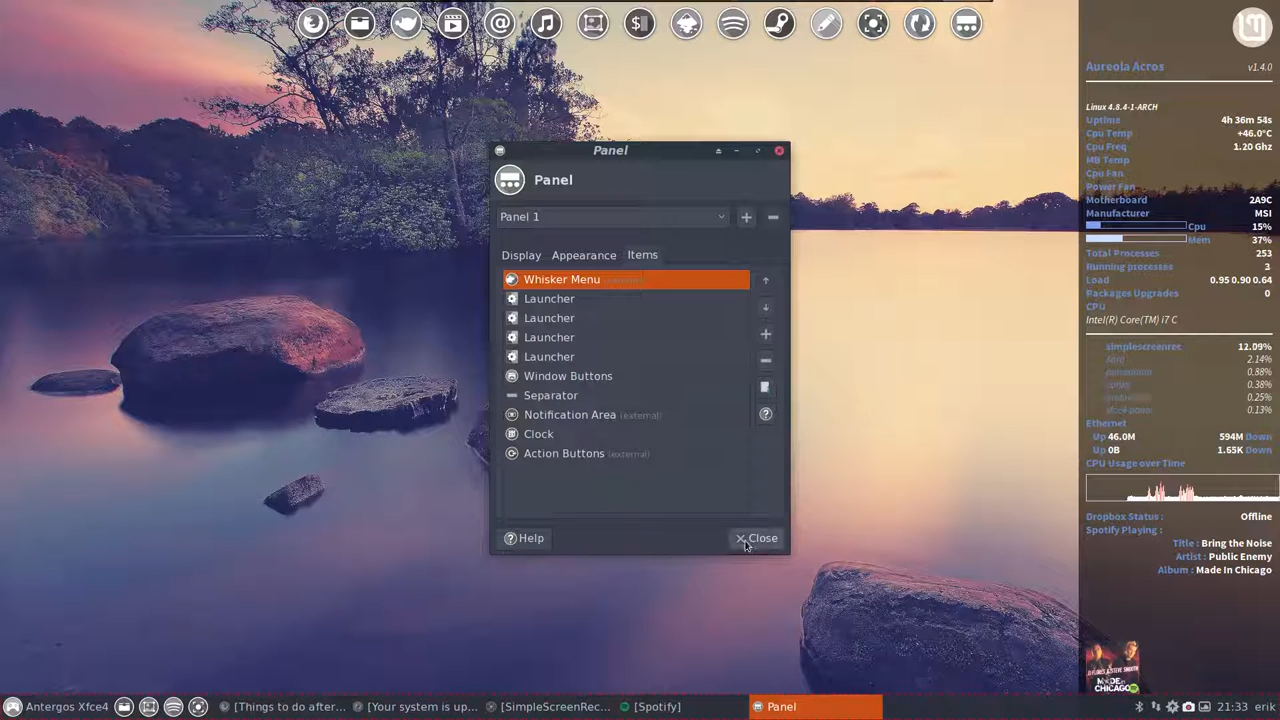 Panel
Panel
Panel 1
Display Appearance Items
Whisker Menu (external)
Launcher
Launcher
Launcher
Launcher
Window Buttons
Separator
Notification Area (external)
Clock
Action Buttons (external)
Help
Close
Aureola Acros v1.4.0
Linux 4.8.4-1-ARCH
Uptime 4h 36m 54s
Cpu Temp +46.0°C
Cpu Freq 1.20 Ghz
MB Temp
Cpu Fan
Power Fan
Motherboard 2A9C
Manufacturer MSI
Cpu 15%
Mem 37%
Total Processes 253
Running processes 3
Load 0.95 0.90 0.64
Packages Upgrades 0
CPU
Intel(R) Core(TM) i7 C
simplescreenrec 12.09%
2.14%
0.88%
0.38%
0.25%
0.13%
Ethernet
Up 46.0M 594M Down
Up 0B 1.65K Down
CPU Usage over Time
Dropbox Status : Offline
Spotify Playing :
Title : Bring the Noise
Artist : Public Enemy
Album : Made In Chicago
MADE IN
CHICAGO
Antergos Xfce4 [Things to do after... [Your system is up... [SimpleScreenRec... [Spotify] Panel 21:33 erik